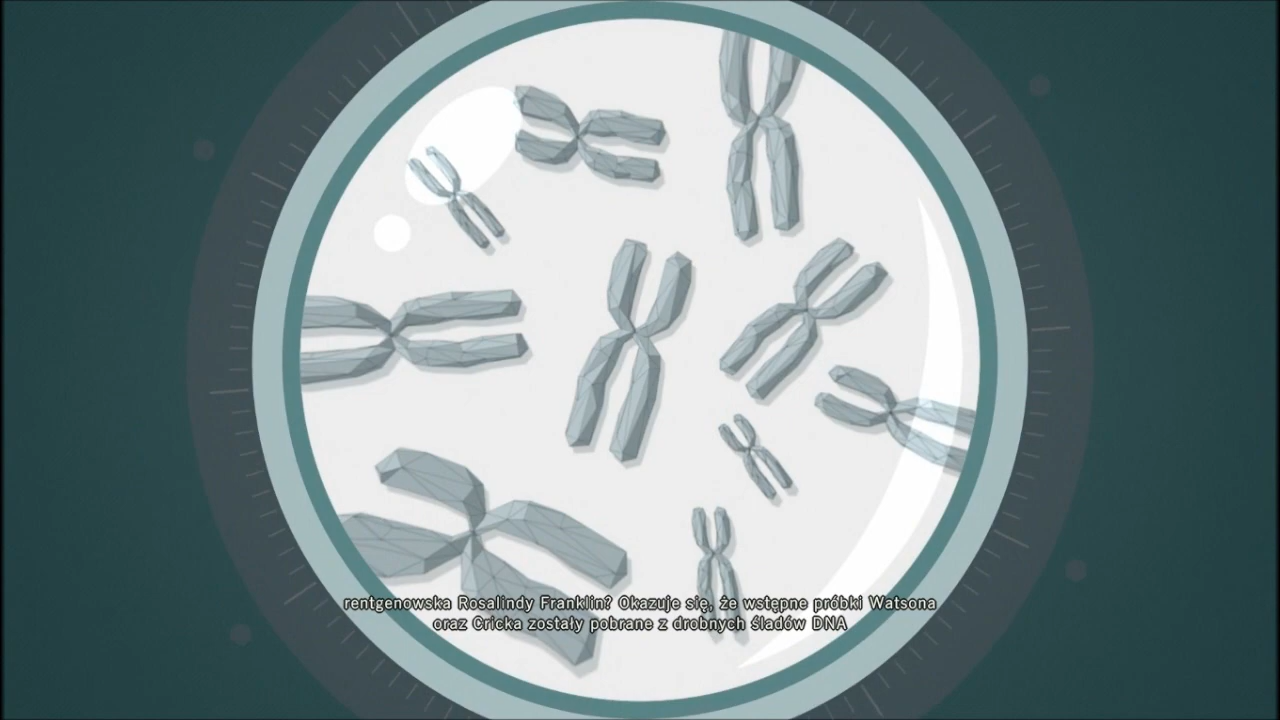 rentgenowska Rosalindy Franklin? Okazuje się, że wstępne próbki Watsona
oraz Cricka zostały pobrane z drobnych śladów DNA